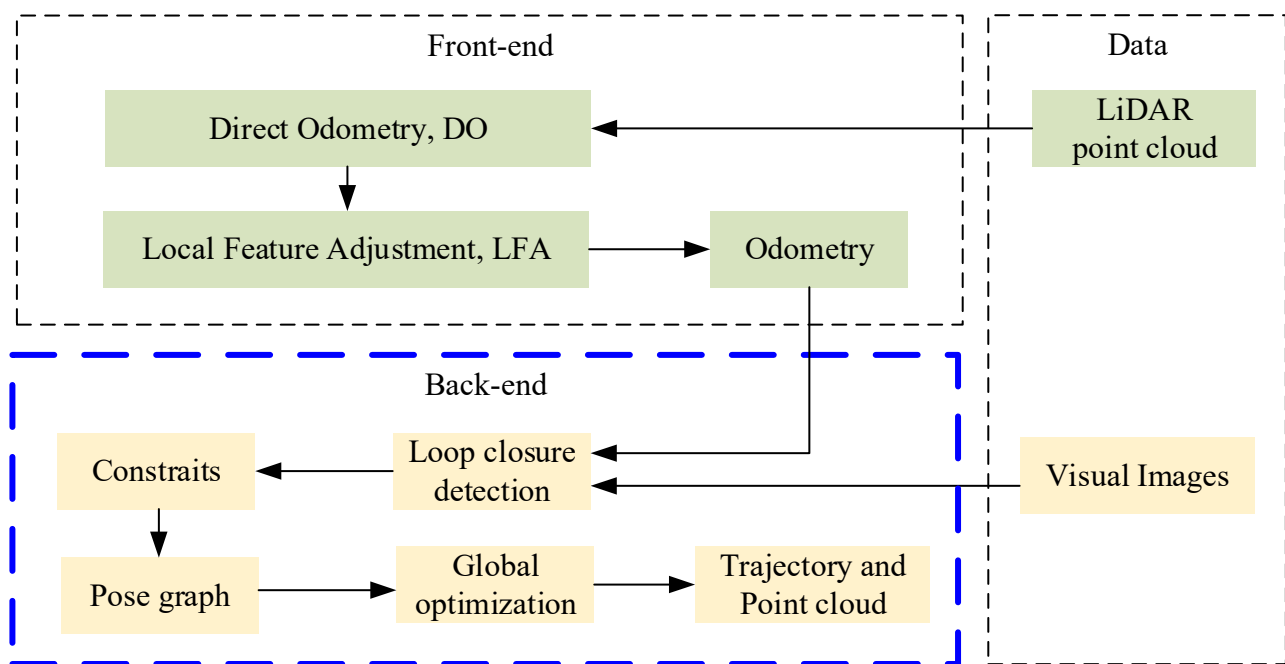 Front-end
Direct Odometry, DO
Local Feature Adjustment, LFA
Odometry
Data
LiDAR
point cloud
Visual Images
Back-end
Loop closure
detection
Constraits
Pose graph
Global
optimization
Trajectory and
Point cloud